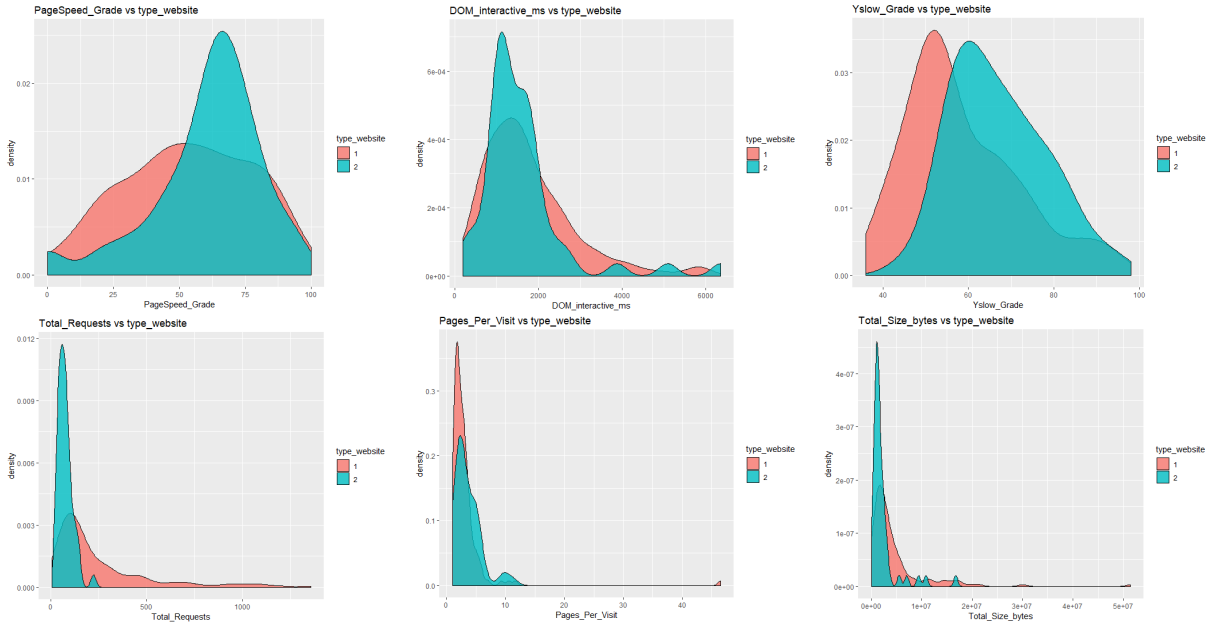 PageSpeed_Grade vs type_website
0.02
0.01
0.00
density
0
25
50
75
100
PageSpeed_Grade
type_website
1
2
DOM_interactive_ms vs type_website
6e-04
4e-04
2e-04
0e+00
density
0
2000
4000
6000
DOM_interactive_ms
type_website
1
2
Yslow_Grade vs type_website
0.03
0.02
0.01
0.00
density
40
60
80
100
Yslow_Grade
type_website
1
2
Total_Requests vs type_website
0.012
0.009
0.006
0.003
0.000
density
0
500
1000
Total_Requests
type_website
1
2
Pages_Per_Visit vs type_website
0.3
0.2
0.1
0.0
density
0
10
20
30
40
Pages_Per_Visit
type_website
1
2
Total_Size_bytes vs type_website
4e-07
3e-07
2e-07
1e-07
0e+00
density
0e+00
1e+07
2e+07
3e+07
4e+07
5e+07
Total_Size_bytes
type_website
1
2